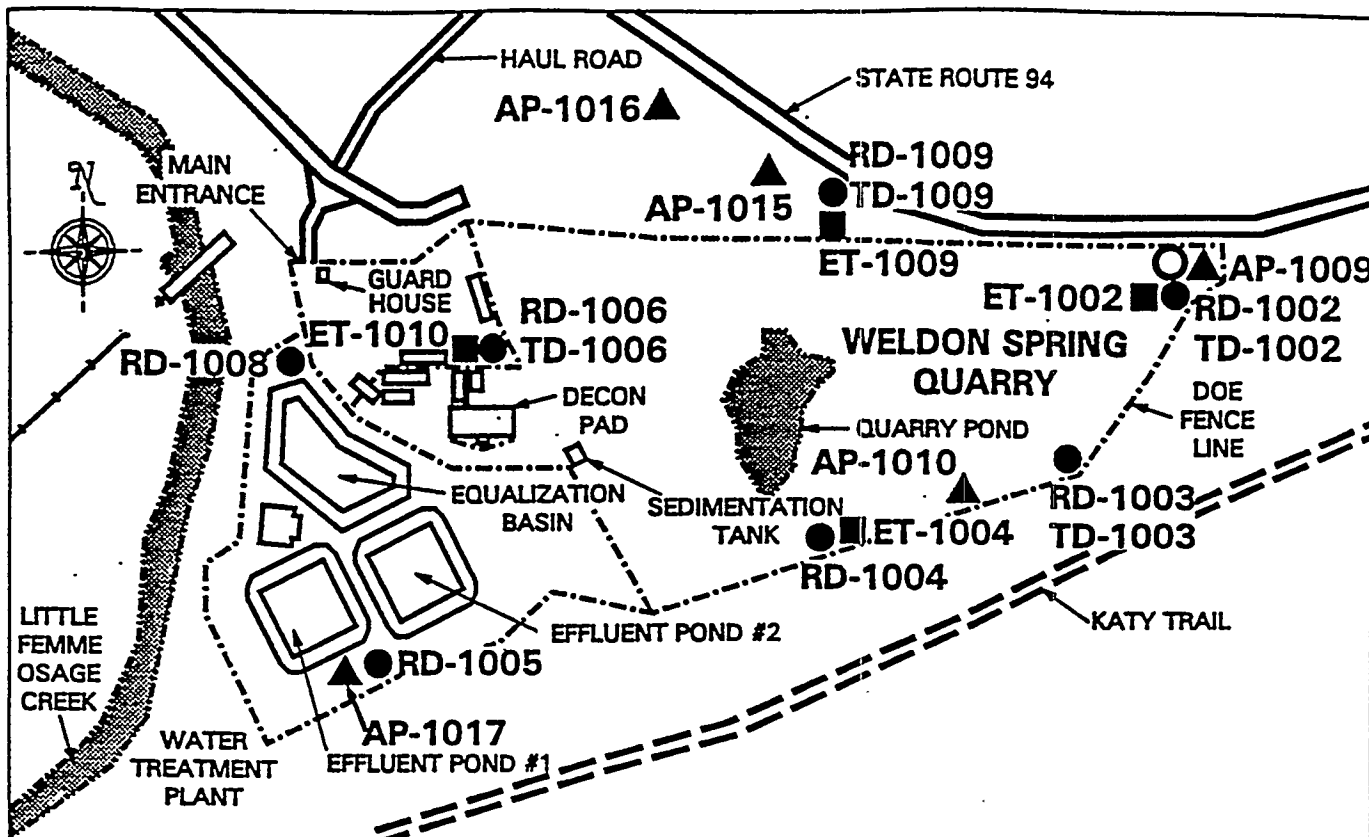 HAUL ROAD
STATE ROUTE 94
AP-1016
N
MAIN
ENTRANCE
RD-1009
TD-1009
AP-1015
ET-1009
GUARD
HOUSE
AP-1009
ET-1002
RD-1002
TD-1002
ET-1010
RD-1006
TD-1006
RD-1008
WELDON SPRING
QUARRY
DECON
PAD
DOE
FENCE
LINE
QUARRY POND
AP-1010
EQUALIZATION
BASIN
SEDIMENTATION
TANK
RD-1003
TD-1003
ET-1004
RD-1004
LITTLE
FEMME
OSAGE
CREEK
EFFLUENT POND #2
KATY TRAIL
RD-1005
AP-1017
WATER
TREATMENT
PLANT
EFFLUENT POND #1